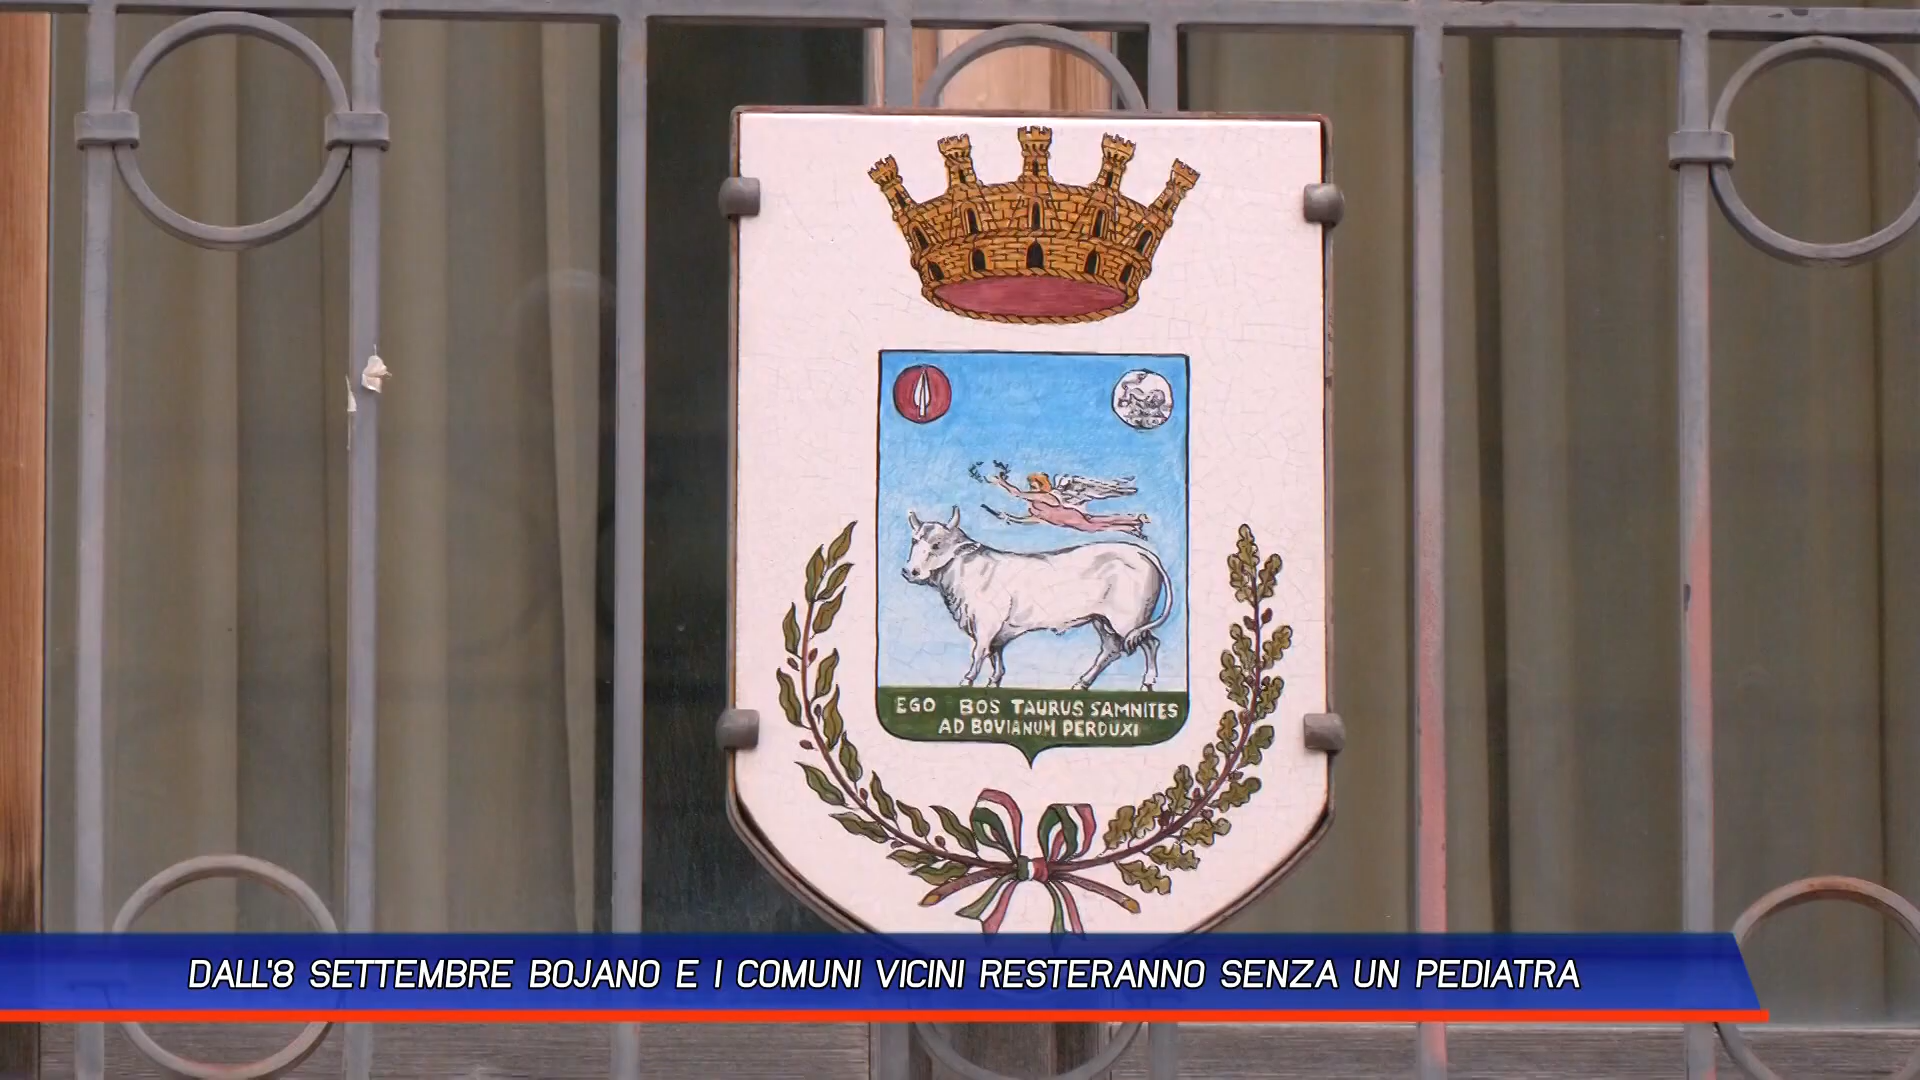 EGO BOS TAURUS SAMNITES
AD BOVIANUM PERDUXI
DALL'8 SETTEMBRE BOJANO E I COMUNI VICINI RESTERANNO SENZA UN PEDIATRA